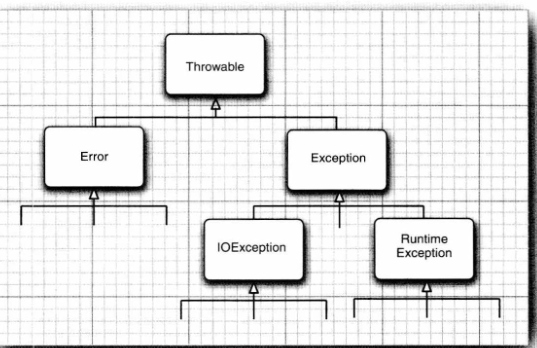 Throwable
Error
Exception
IOException
Runtime
Exception